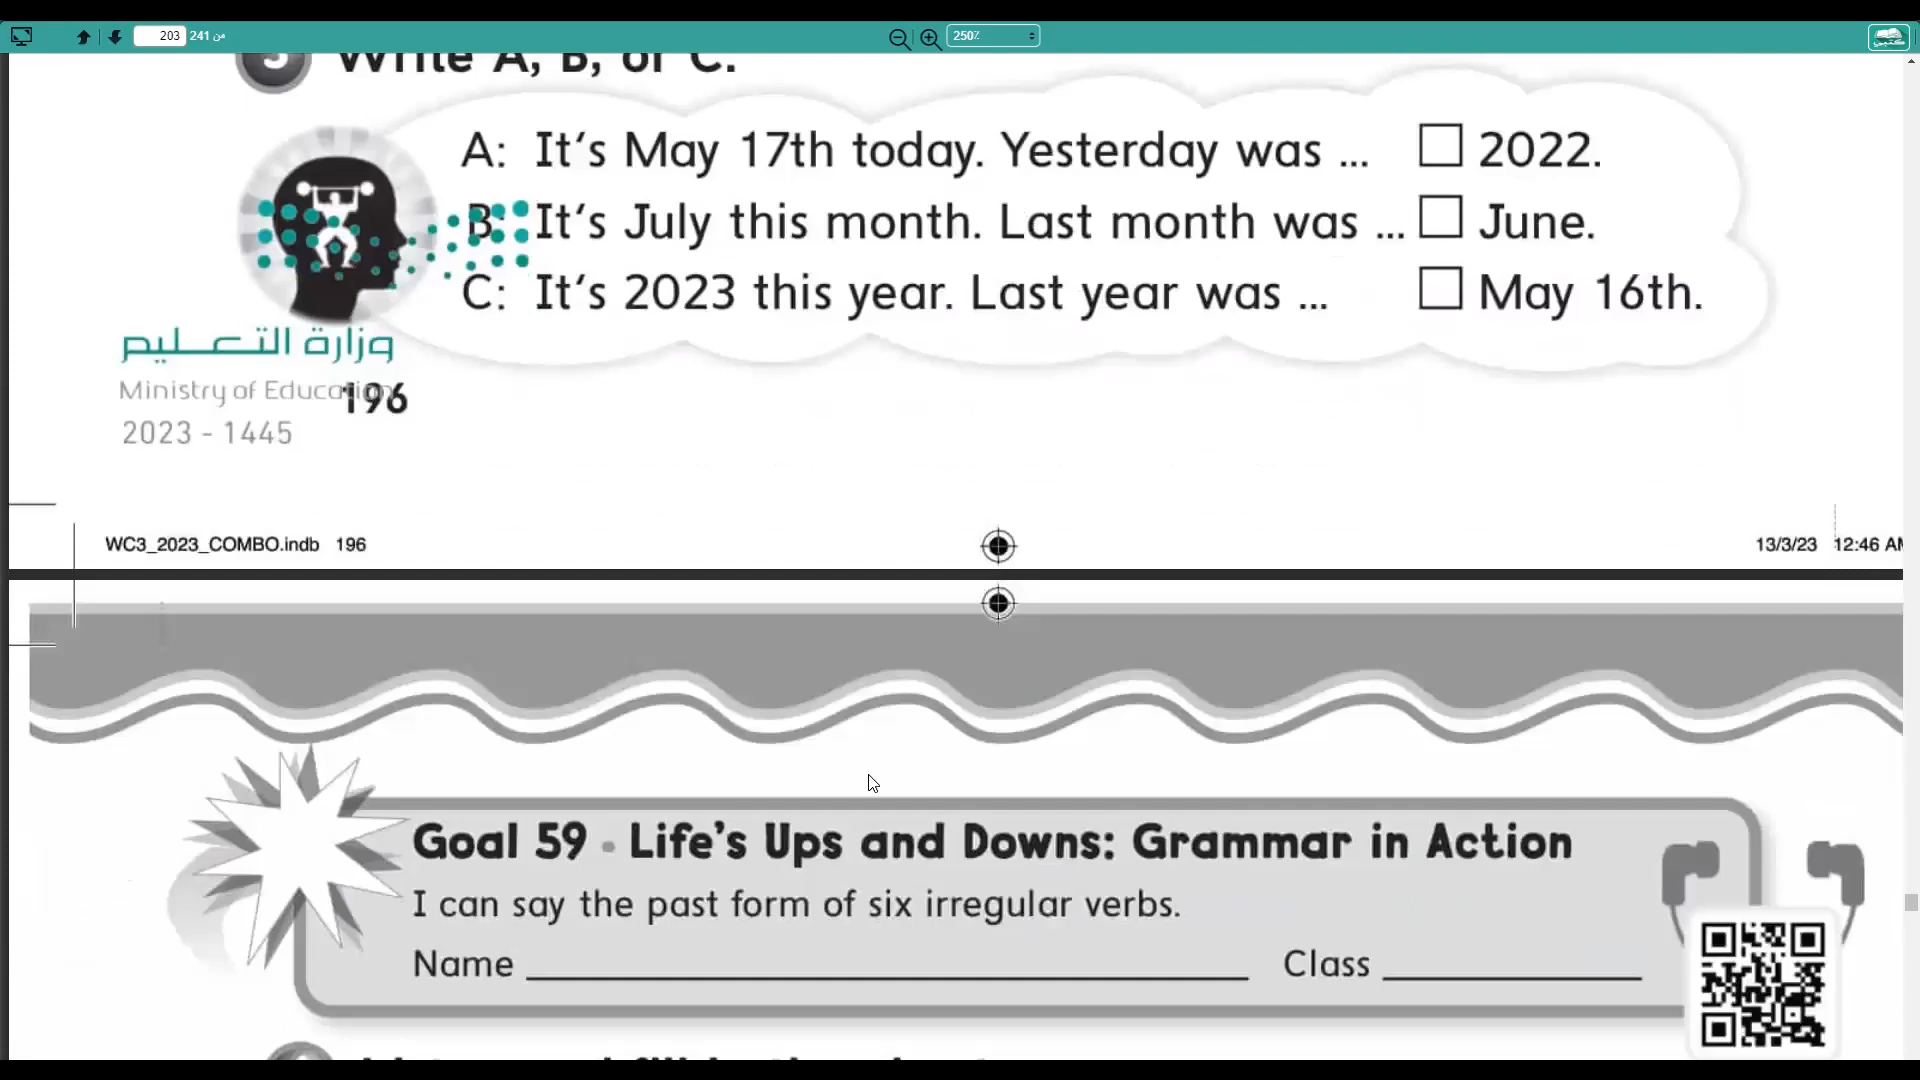 203
من 241
250٪
3 Write A, B, or C.
A: It's May 17th today. Yesterday was ... 2022.
B: It's July this month. Last month was ... June.
C: It's 2023 this year. Last year was ... May 16th.
وزارة التعليم
Ministry of Education
196
2023 - 1445
WC3_2023_COMBO.indb 196
13/3/23 12:46 AM
Goal 59 - Life's Ups and Downs: Grammar in Action
I can say the past form of six irregular verbs.
Name
Class